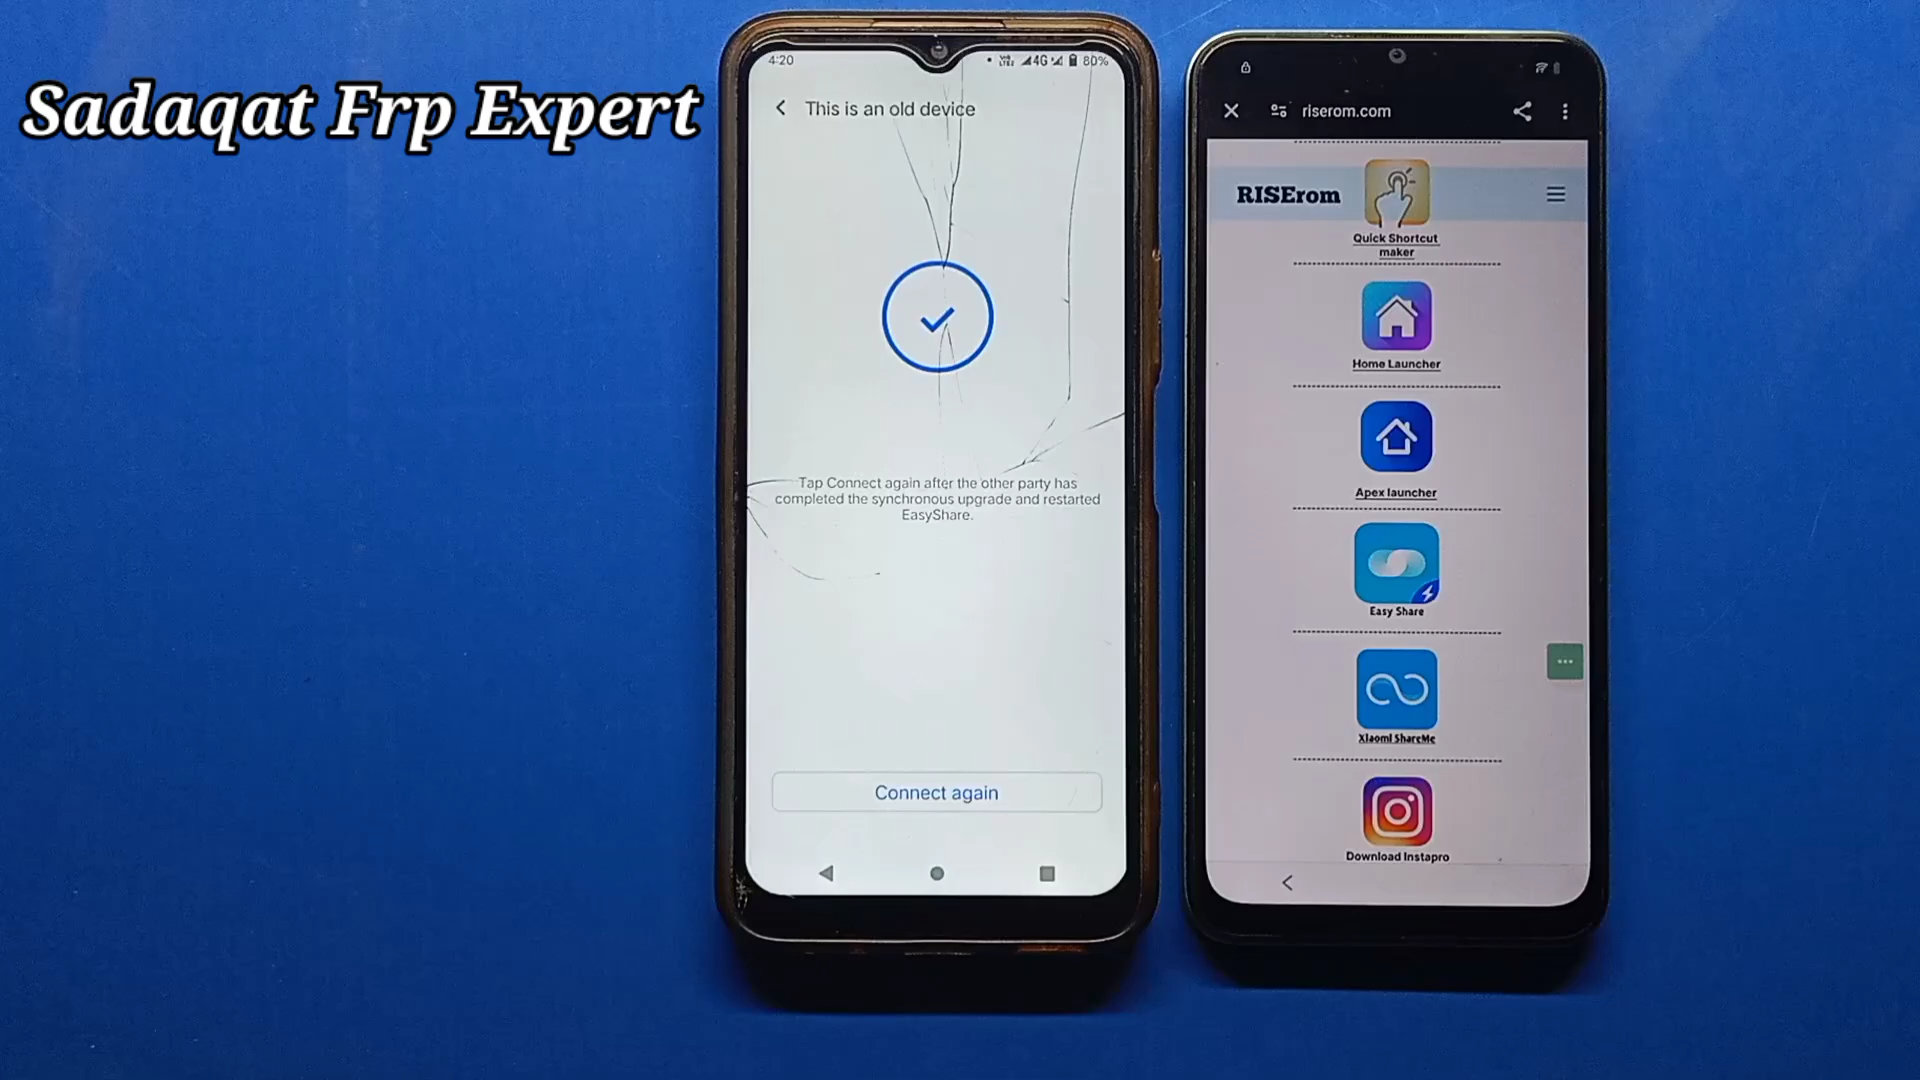 Sadaqat Frp Expert
4:20
4G
80%
This is an old device
Tap Connect again after the other party has
completed the synchronous upgrade and restarted
EasyShare.
Connect again
riserom.com
RISErom
Quick Shortcut
maker
Home Launcher
Apex launcher
Easy Share
Xiaomi ShareMe
Download Instapro